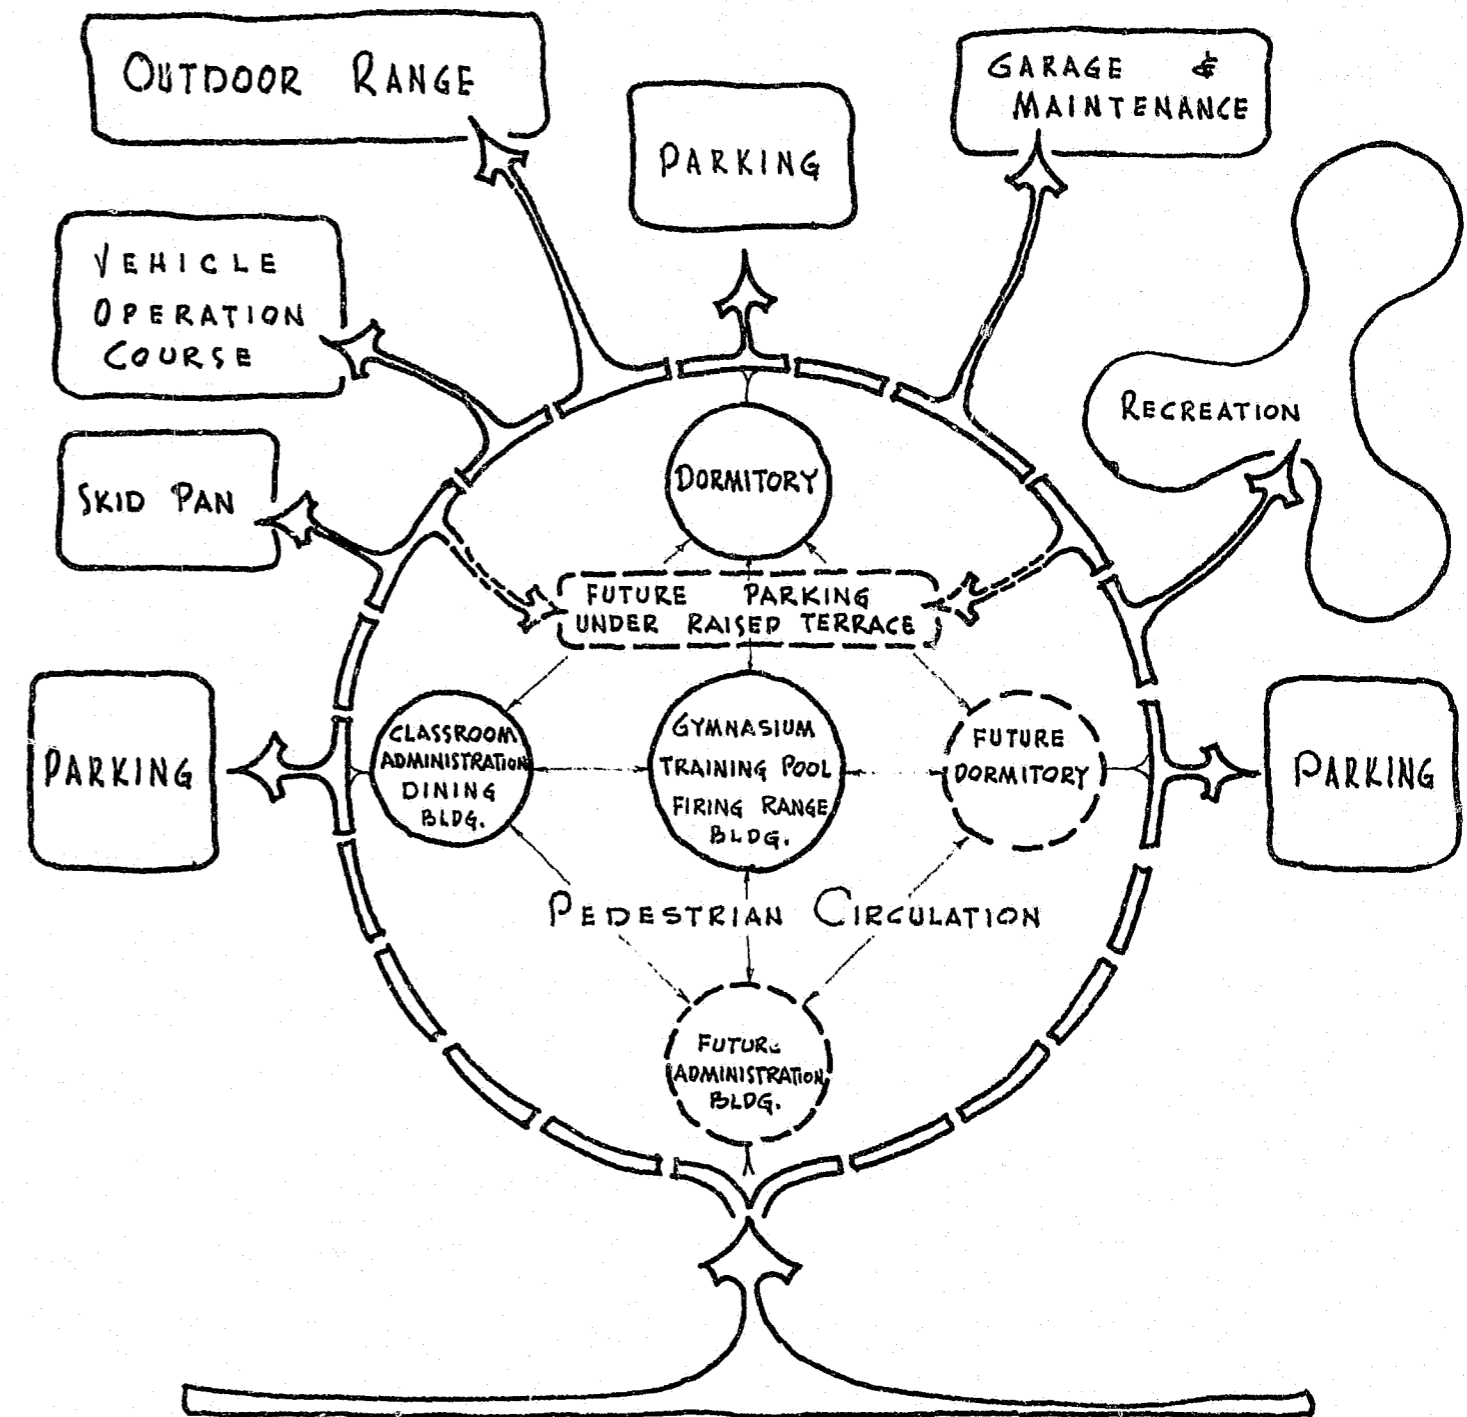 OUTDOOR RANGE
PARKING
GARAGE &
MAINTENANCE
VEHICLE
OPERATION
COURSE
RECREATION
SKID PAN
DORMITORY
FUTURE PARKING
UNDER RAISED TERRACE
PARKING
CLASSROOM
ADMINISTRATION
DINING
BLDG.
GYMNASIUM
TRAINING POOL
FIRING RANGE
BLDG.
FUTURE
DORMITORY
PARKING
PEDESTRIAN CIRCULATION
FUTURE
ADMINISTRATION
BLDG.